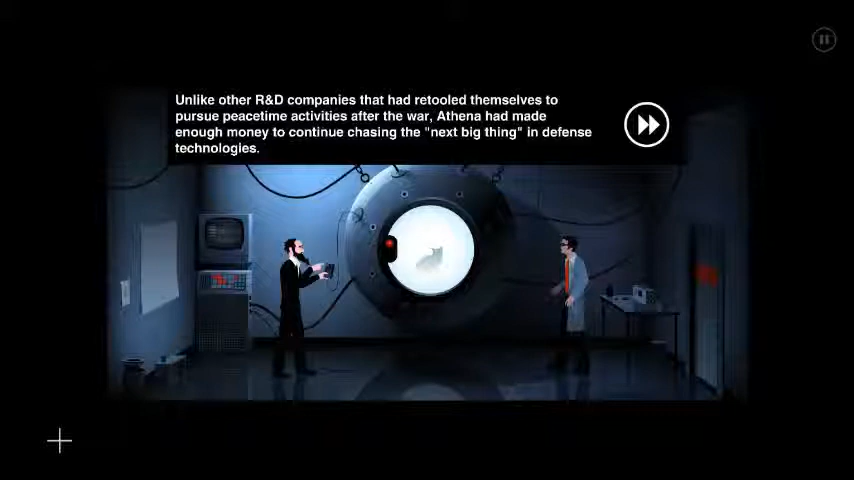 Unlike other R&D companies that had retooled themselves to
pursue peacetime activities after the war, Athena had made
enough money to continue chasing the "next big thing" in defense
technologies.